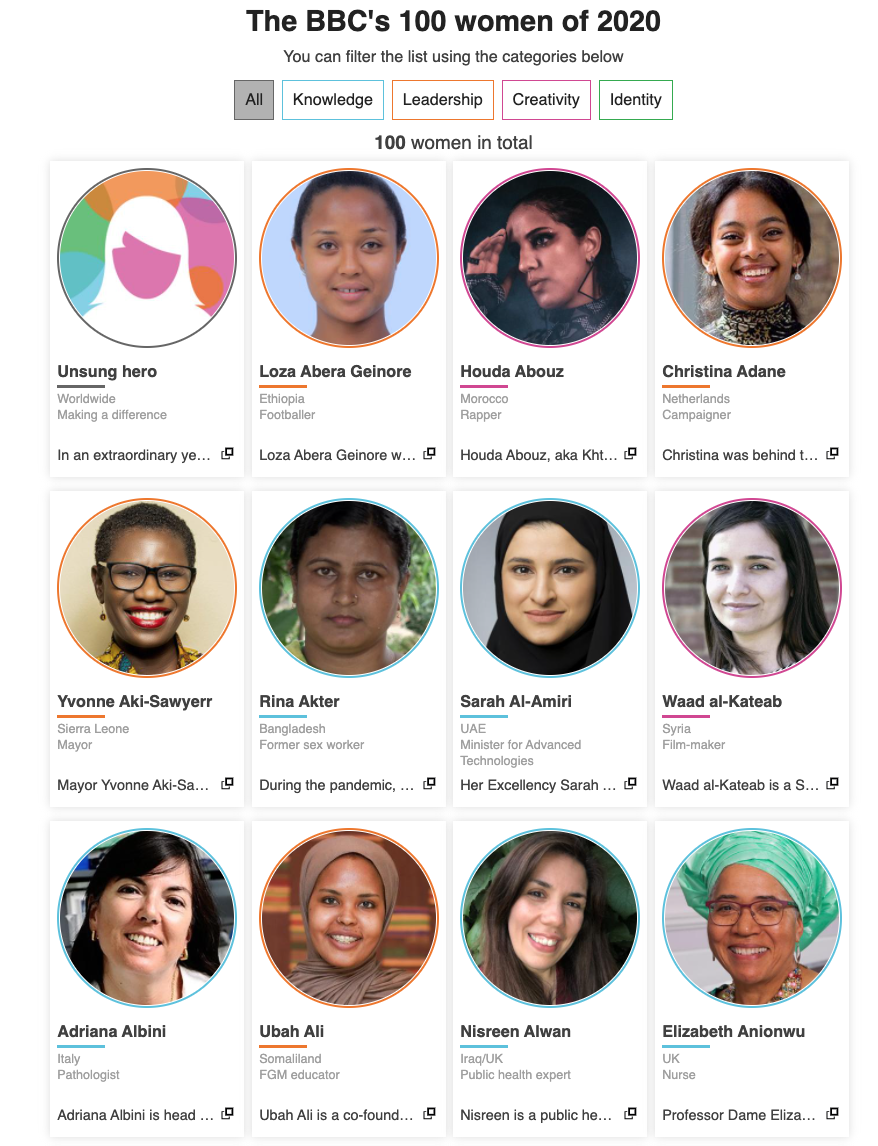 The BBC's 100 women of 2020
You can filter the list using the categories below
All
Knowledge
Leadership
Creativity
Identity
100 women in total
Unsung hero
Worldwide
Making a difference
In an extraordinary ye...
Loza Abera Geinore
Ethiopia
Footballer
Loza Abera Geinore w...
Houda Abouz
Morocco
Rapper
Houda Abouz, aka Kht...
Christina Adane
Netherlands
Campaigner
Christina was behind t...
Yvonne Aki-Sawyerr
Sierra Leone
Mayor
Mayor Yvonne Aki-Sa...
Rina Akter
Bangladesh
Former sex worker
During the pandemic, ...
Sarah Al-Amiri
UAE
Minister for Advanced
Technologies
Her Excellency Sarah ...
Waad al-Kateab
Syria
Film-maker
Waad al-Kateab is a S...
Adriana Albini
Italy
Pathologist
Adriana Albini is head ...
Ubah Ali
Somaliland
FGM educator
Ubah Ali is a co-found...
Nisreen Alwan
Iraq/UK
Public health expert
Nisreen is a public he...
Elizabeth Anionwu
UK
Nurse
Professor Dame Eliza...